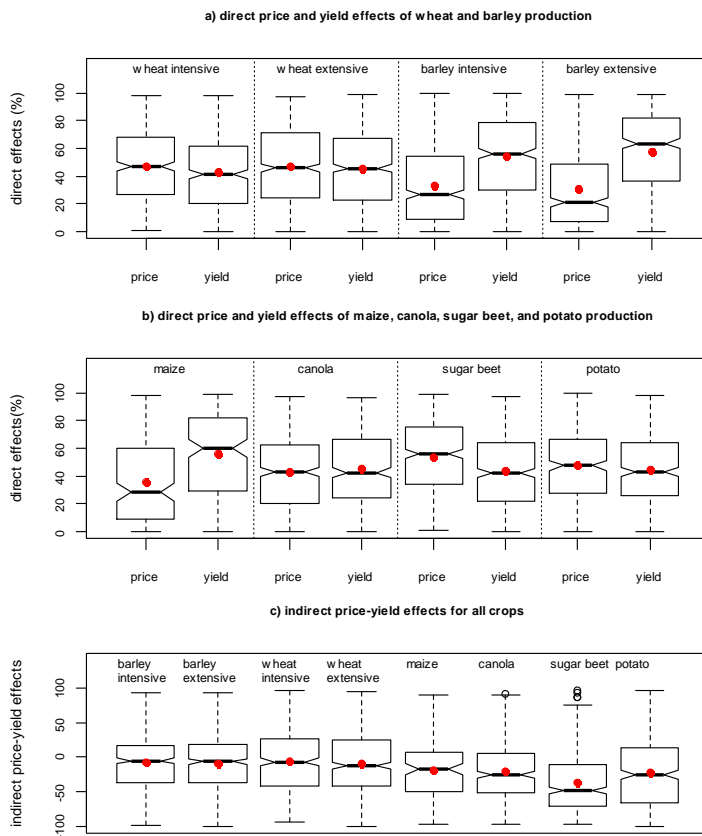 a) direct price and yield effects of wheat and barley production
wheat intensive wheat extensive barley intensive barley extensive
direct effects (%)
0 20 40 60 80 100
price yield price yield price yield price yield
b) direct price and yield effects of maize, canola, sugar beet, and potato production
maize canola sugar beet potato
direct effects(%)
0 20 40 60 80 100
price yield price yield price yield price yield
c) indirect price-yield effects for all crops
barley intensive barley extensive wheat intensive wheat extensive maize canola sugar beet potato
indirect price-yield effects
-100 -50 0 50 100